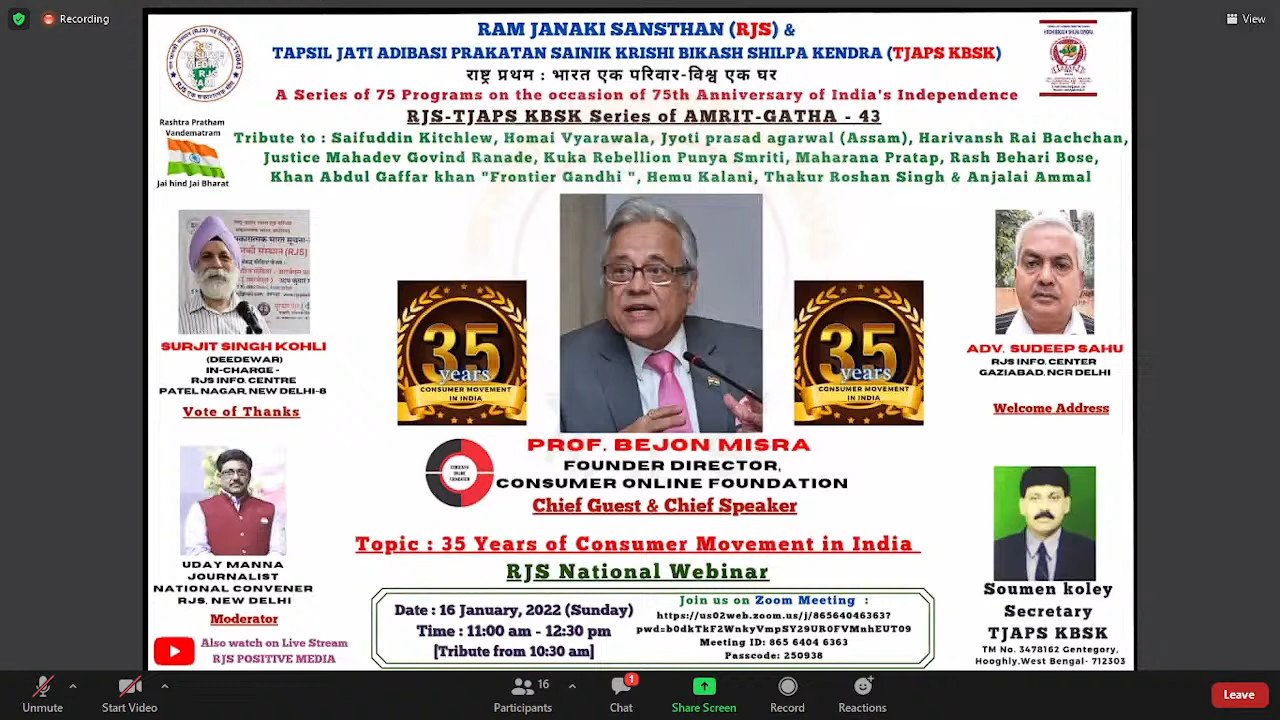 Recording
View
RAM JANAKI SANSTHAN (RJS) &
TAPSIL JATI ADIBASI PRAKATAN SAINIK KRISHI BIKASH SHILPA KENDRA (TJAPS KBSK)
राष्ट्र प्रथम : भारत एक परिवार-विश्व एक घर
A Series of 75 Programs on the occasion of 75th Anniversary of India's Independence
RJS-TJAPS KBSK Series of AMRIT-GATHA - 43
Rashtra Pratham
Vandematram
Jai hind Jai Bharat
Tribute to : Saifuddin Kitchlew, Homai Vyarawala, Jyoti prasad agarwal (Assam), Harivansh Rai Bachchan,
Justice Mahadev Govind Ranade, Kuka Rebellion Punya Smriti, Maharana Pratap, Rash Behari Bose,
Khan Abdul Gaffar khan "Frontier Gandhi ", Hemu Kalani, Thakur Roshan Singh & Anjalai Ammal
SURJIT SINGH KOHLI
(DEEDEWAR)
IN-CHARGE -
RJS INFO. CENTRE
PATEL NAGAR, NEW DELHI-8
Vote of Thanks
35
years
CONSUMER MOVEMENT
IN INDIA
35
years
CONSUMER MOVEMENT
IN INDIA
ADV. SUDEEP SAHU
RJS INFO. CENTER
GAZIABAD, NCR DELHI
Welcome Address
CONSUMER
ONLINE
FOUNDATION
PROF. BEJON MISRA
FOUNDER DIRECTOR,
CONSUMER ONLINE FOUNDATION
Chief Guest & Chief Speaker
Topic : 35 Years of Consumer Movement in India
RJS National Webinar
UDAY MANNA
JOURNALIST
NATIONAL CONVENER
RJS, NEW DELHI
Moderator
Also watch on Live Stream
RJS POSITIVE MEDIA
Date : 16 January, 2022 (Sunday)
Time : 11:00 am - 12:30 pm
[Tribute from 10:30 am]
Join us on Zoom Meeting :
https://us02web.zoom.us/j/86564046363?
pwd=b0dkTkF2WnkyVmpSY29UR0FVMnhEUT09
Meeting ID: 865 6404 6363
Passcode: 250938
Soumen koley
Secretary
TJAPS KBSK
TM No. 3478162 Gentegory,
Hooghly,West Bengal- 712303
Unmute
Start Video
16
Participants
1
Chat
Share Screen
Record
Reactions
Leave